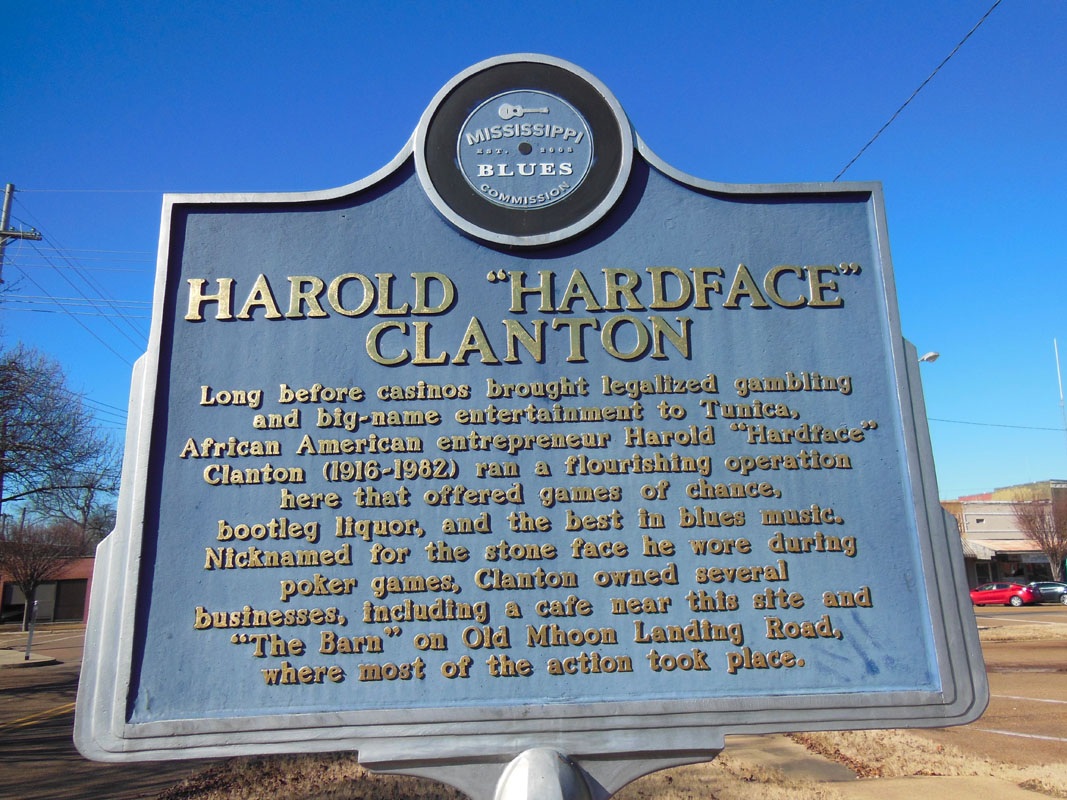 MISSISSIPPI
EST. 2003
BLUES
COMMISSION
HAROLD "HARDFACE"
CLANTON
Long before casinos brought legalized gambling
and big-name entertainment to Tunica,
African American entrepreneur Harold "Hardface"
Clanton (1916-1982) ran a flourishing operation
here that offered games of chance,
bootleg liquor, and the best in blues music.
Nicknamed for the stone face he wore during
poker games, Clanton owned several
businesses, including a cafe near this site and
"The Barn" on Old Mhoon Landing Road,
where most of the action took place.